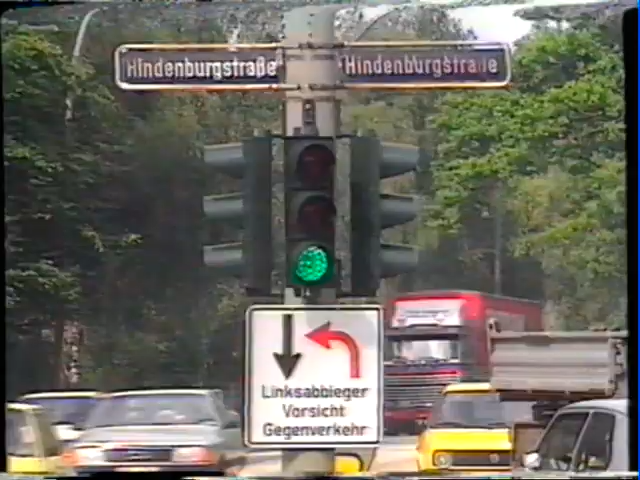 Hindenburgstraße
Hindenburgstraße
Linksabbieger
Vorsicht
Gegenverkehr